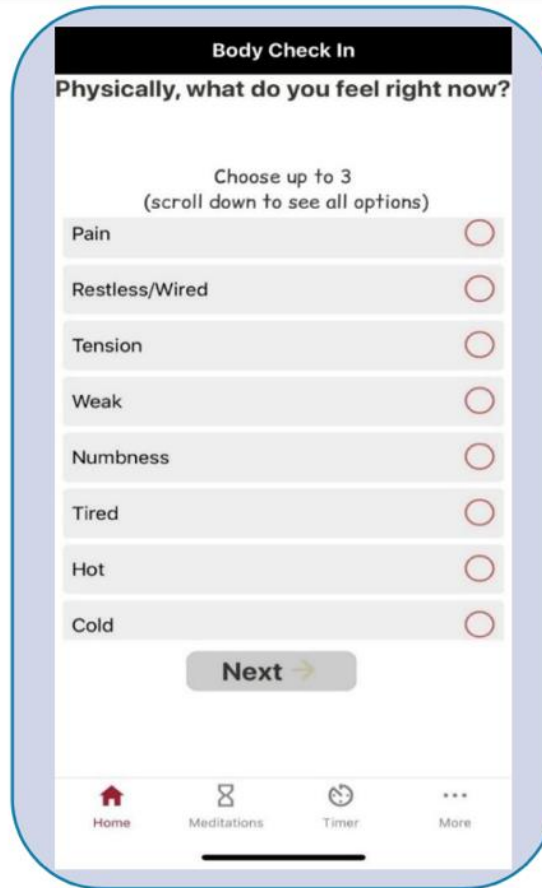 Body Check In
Physically, what do you feel right now?
Choose up to 3
(scroll down to see all options)
Pain
Restless/Wired
Tension
Weak
Numbness
Tired
Hot
Cold
Next →
Home Meditations Timer More